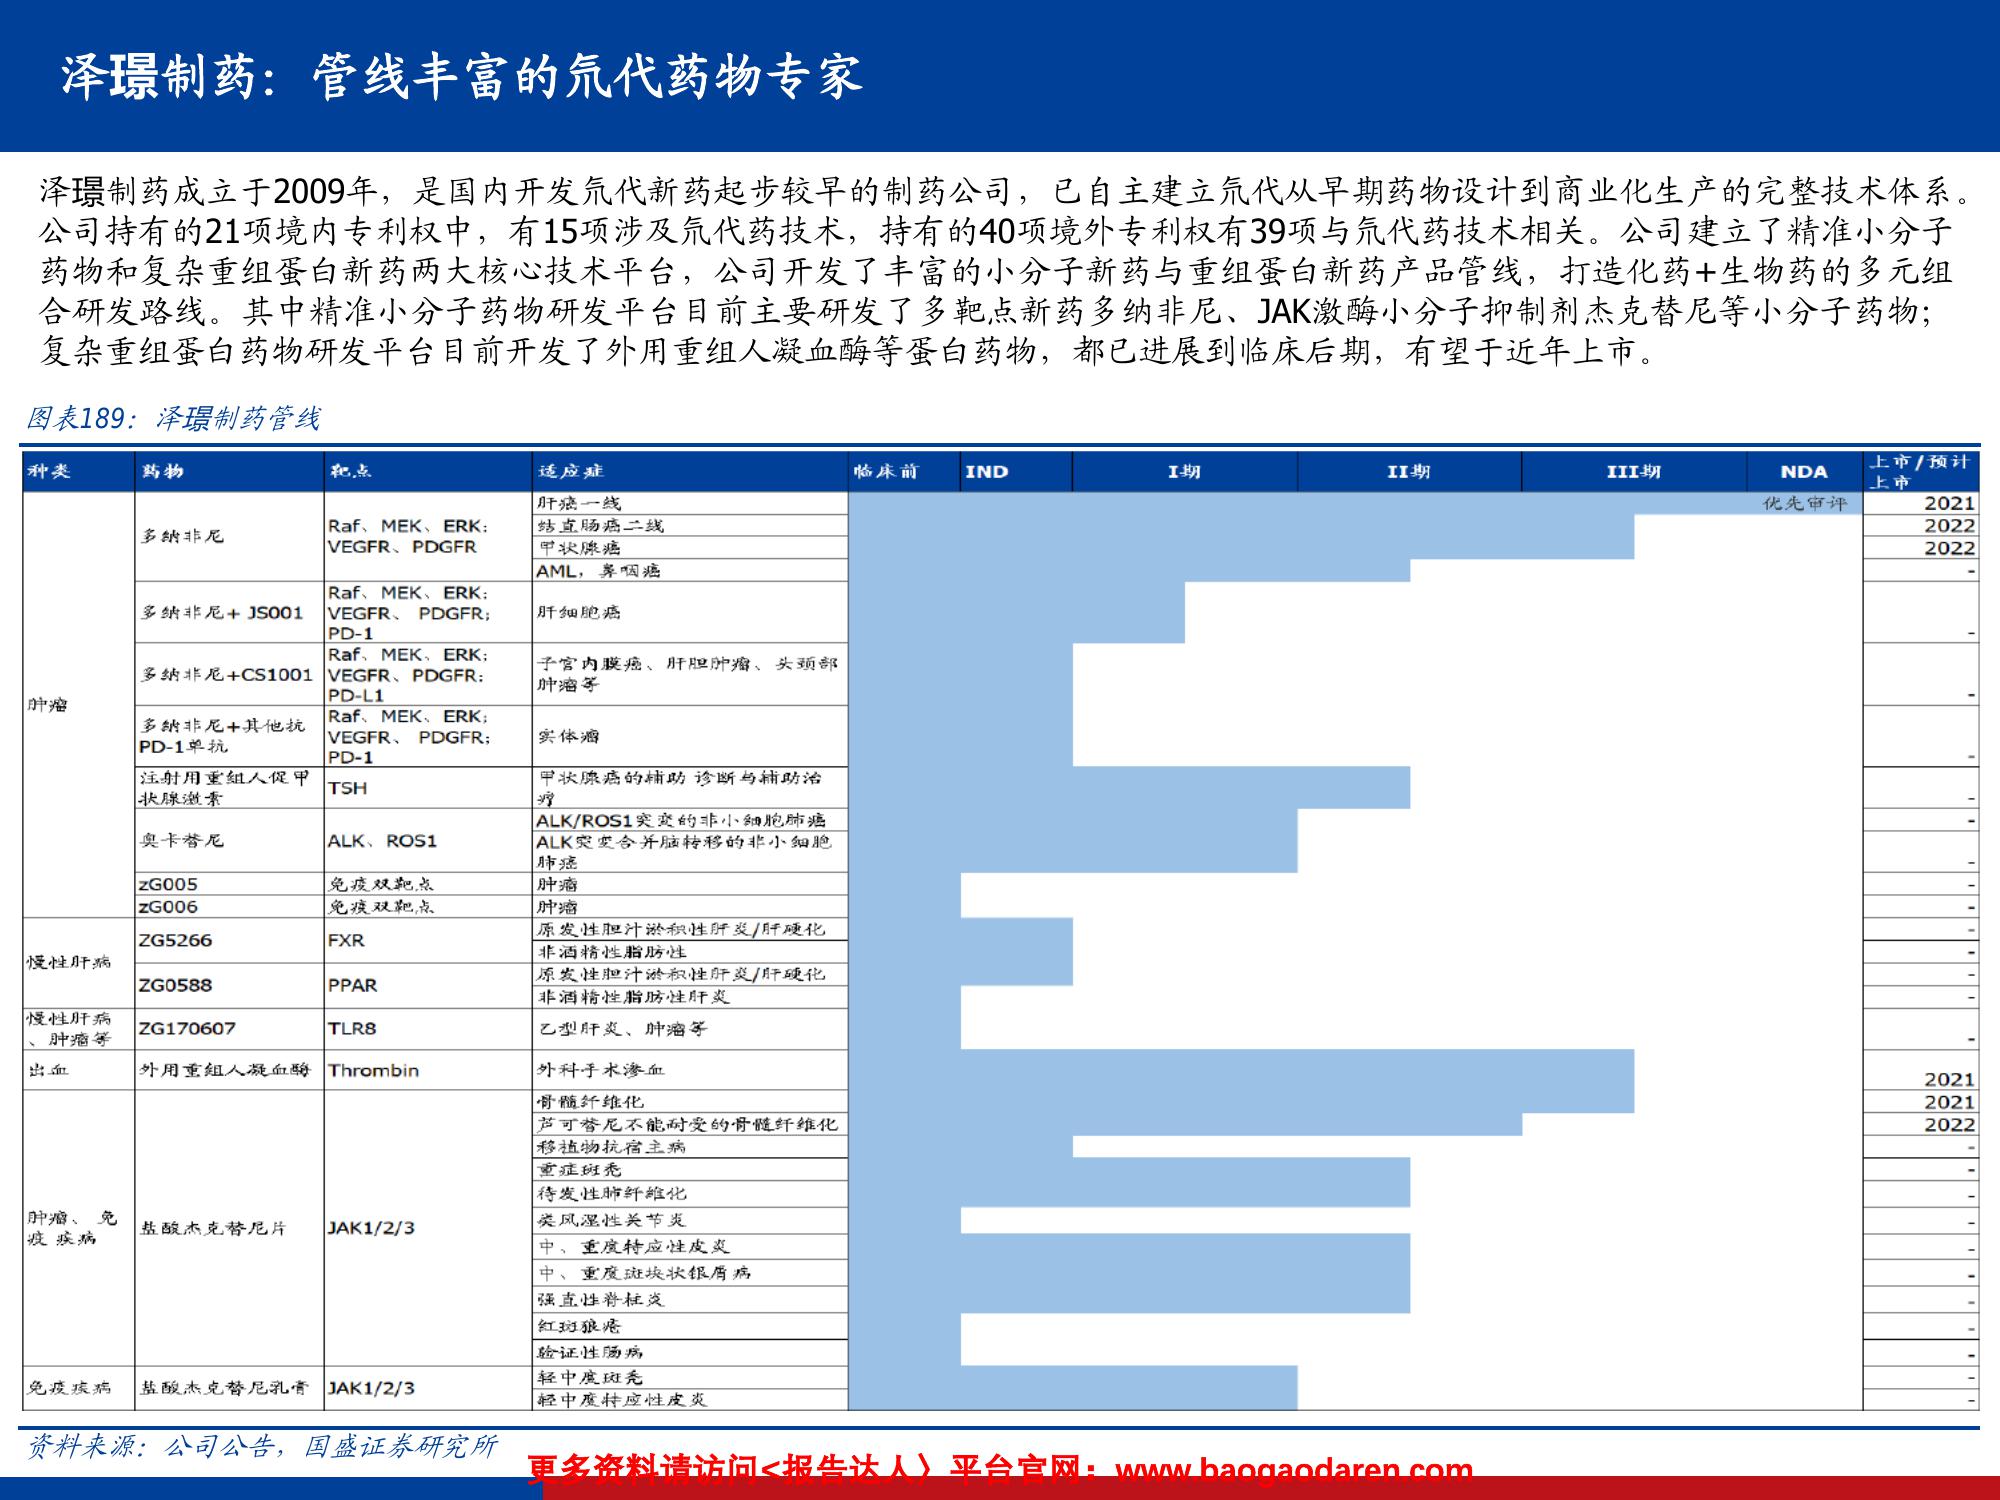 泽璟制药：管线丰富的氘代药物专家
泽璟制药成立于2009年，是国内开发氘代新药起步较早的制药公司，已自主建立氘代从早期药物设计到商业化生产的完整技术体系。
公司持有的21项境内专利权中，有15项涉及氘代药技术，持有的40项境外专利权有39项与氘代药技术相关。公司建立了精准小分子
药物和复杂重组蛋白新药两大核心技术平台，公司开发了丰富的小分子新药与重组蛋白新药产品管线，打造化药+生物药的多元组
合研发路线。其中精准小分子药物研发平台目前主要研发了多靶点新药多纳非尼、JAK激酶小分子抑制剂杰克替尼等小分子药物；
复杂重组蛋白药物研发平台目前开发了外用重组人凝血酶等蛋白药物，都已进展到临床后期，有望于近年上市。
图表189：泽璟制药管线
种类 药物 靶点 适应症 临床前 IND I期 II期 III期 NDA 上市/预计
上市
肿瘤
多纳非尼
Raf、MEK、ERK；
VEGFR、PDGFR
肝癌一线 优先审评 2021
结直肠癌二线 2022
甲状腺癌 2022
AML，鼻咽癌 -
多纳非尼+ JS001
Raf、MEK、ERK；
VEGFR、 PDGFR；
PD-1
肝细胞癌 -
多纳非尼+CS1001
Raf、MEK、ERK；
VEGFR、PDGFR；
PD-L1
子宫内膜癌、肝胆肿瘤、头颈部
肿瘤等 -
多纳非尼+其他抗
PD-1单抗
Raf、MEK、ERK；
VEGFR、 PDGFR；
PD-1
实体瘤 -
注射用重组人促甲
状腺激素
TSH
甲状腺癌的辅助 诊断与辅助治
疗 -
奥卡替尼
ALK、ROS1
ALK/ROS1突变的非小细胞肺癌 -
ALK突变合并脑转移的非小细胞
肺癌 -
zG005 免疫双靶点 肿瘤 -
zG006 免疫双靶点 肿瘤 -
慢性肝病
ZG5266 FXR
原发性胆汁淤积性肝炎/肝硬化 -
非酒精性脂肪性 -
ZG0588 PPAR
原发性胆汁淤积性肝炎/肝硬化 -
非酒精性脂肪性肝炎 -
慢性肝病
、肿瘤等
ZG170607 TLR8 乙型肝炎、肿瘤等 -
出血 外用重组人凝血酶 Thrombin 外科手术渗血 2021
肿瘤、 免
疫 疾病
盐酸杰克替尼片 JAK1/2/3
骨髓纤维化 2021
芦可替尼不能耐受的骨髓纤维化 2022
移植物抗宿主病 -
重症斑秃 -
特发性肺纤维化 -
类风湿性关节炎 -
中、重度特应性皮炎 -
中、重度斑块状银屑病 -
强直性脊柱炎 -
红斑狼疮 -
验证性肠病 -
免疫疾病 盐酸杰克替尼乳膏 JAK1/2/3
轻中度斑秃 -
轻中度特应性皮炎 -
资料来源：公司公告，国盛证券研究所
更多资料请访问<报告达人〉平台官网：www.baogaodaren.com